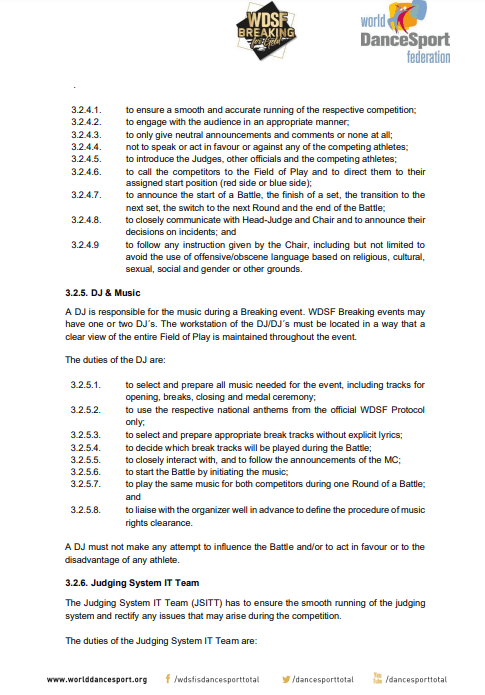 WDSF
BREAKING
for Gold
world
DanceSport
federation
.
3.2.4.1. to ensure a smooth and accurate running of the respective competition;
3.2.4.2. to engage with the audience in an appropriate manner;
3.2.4.3. to only give neutral announcements and comments or none at all;
3.2.4.4. not to speak or act in favour or against any of the competing athletes;
3.2.4.5. to introduce the Judges, other officials and the competing athletes;
3.2.4.6. to call the competitors to the Field of Play and to direct them to their
assigned start position (red side or blue side);
3.2.4.7. to announce the start of a Battle, the finish of a set, the transition to the
next set, the switch to the next Round and the end of the Battle;
3.2.4.8. to closely communicate with Head-Judge and Chair and to announce their
decisions on incidents; and
3.2.4.9 to follow any instruction given by the Chair, including but not limited to
avoid the use of offensive/obscene language based on religious, cultural,
sexual, social and gender or other grounds.
3.2.5. DJ & Music
A DJ is responsible for the music during a Breaking event. WDSF Breaking events may
have one or two DJ´s. The workstation of the DJ/DJ´s must be located in a way that a
clear view of the entire Field of Play is maintained throughout the event.
The duties of the DJ are:
3.2.5.1. to select and prepare all music needed for the event, including tracks for
opening, breaks, closing and medal ceremony;
3.2.5.2. to use the respective national anthems from the official WDSF Protocol
only;
3.2.5.3. to select and prepare appropriate break tracks without explicit lyrics;
3.2.5.4. to decide which break tracks will be played during the Battle;
3.2.5.5. to closely interact with, and to follow the announcements of the MC;
3.2.5.6. to start the Battle by initiating the music;
3.2.5.7. to play the same music for both competitors during one Round of a Battle;
and
3.2.5.8. to liaise with the organizer well in advance to define the procedure of music
rights clearance.
A DJ must not make any attempt to influence the Battle and/or to act in favour or to the
disadvantage of any athlete.
3.2.6. Judging System IT Team
The Judging System IT Team (JSITT) has to ensure the smooth running of the judging
system and rectify any issues that may arise during the competition.
The duties of the Judging System IT Team are:
www.worlddancesport.org f /wdsfisdancesporttotal /dancesporttotal You Tube /dancesporttotal